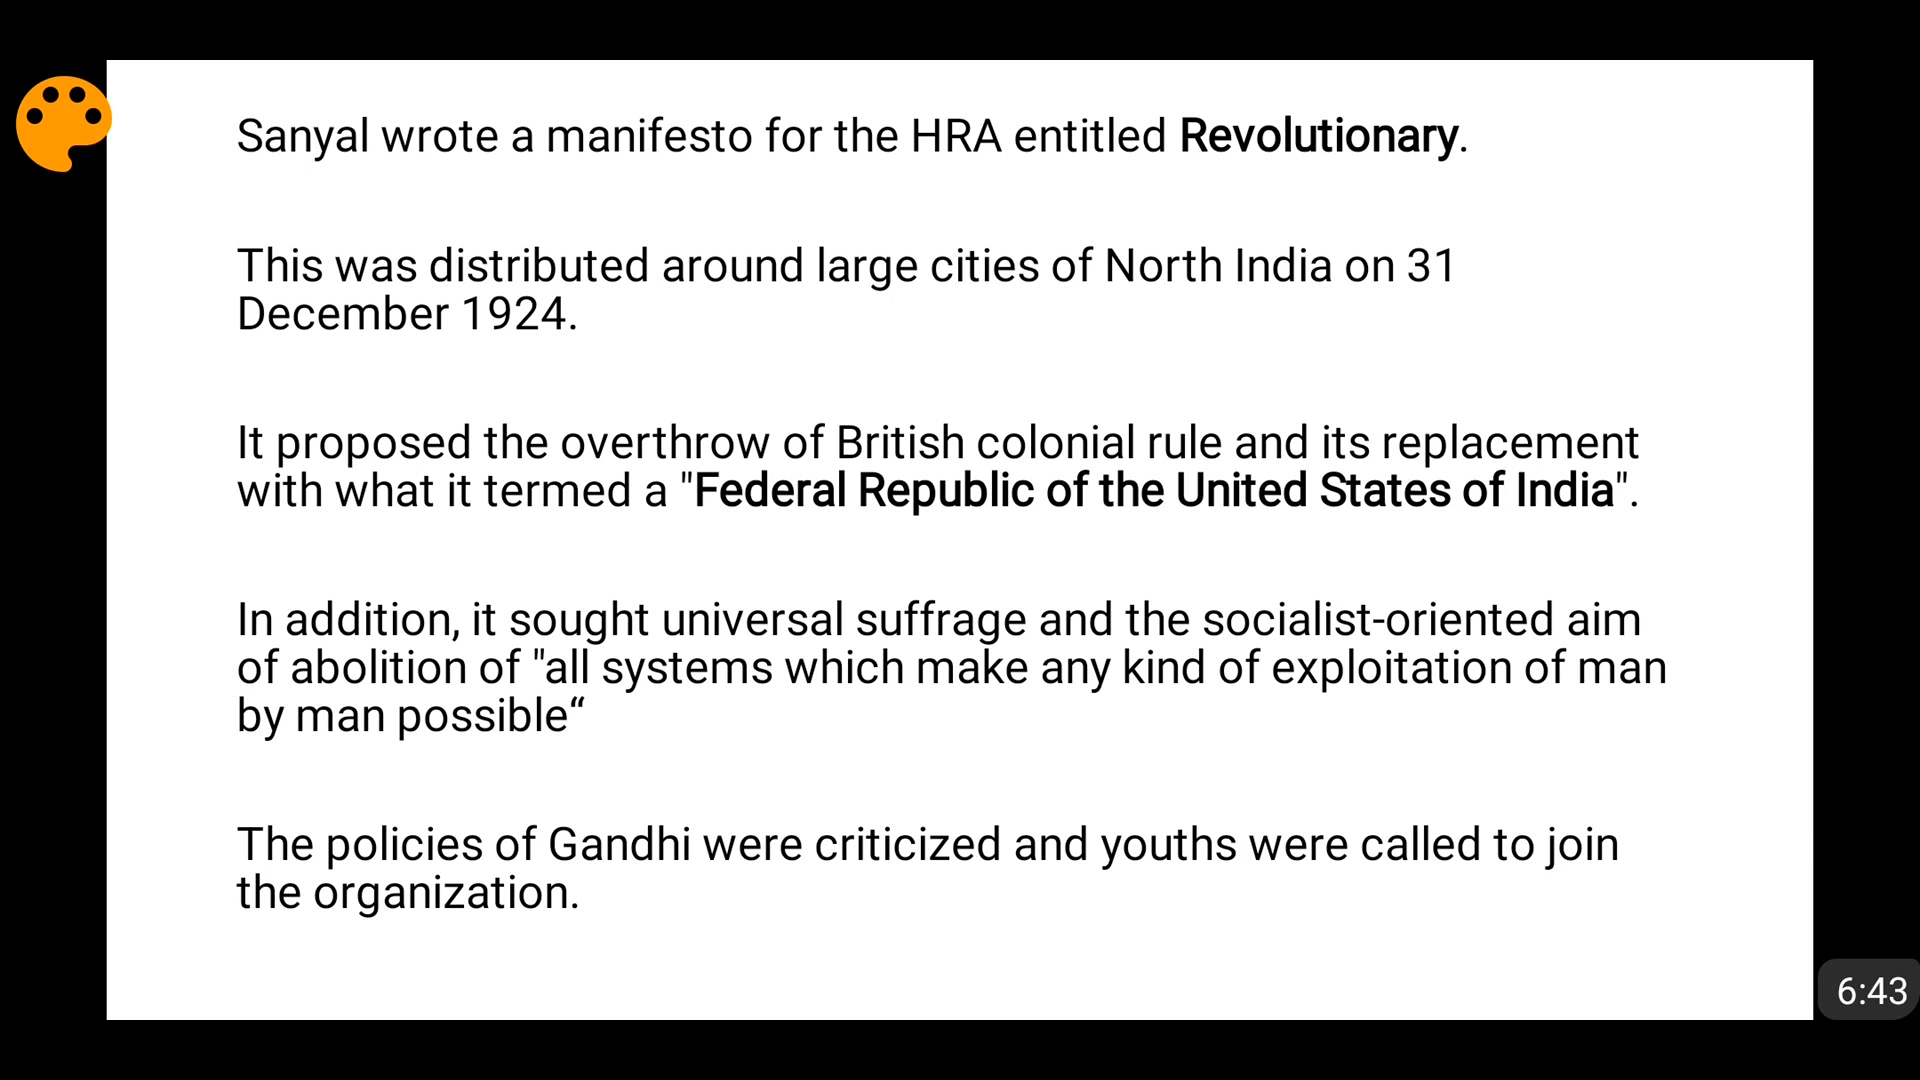 Sanyal wrote a manifesto for the HRA entitled Revolutionary.
This was distributed around large cities of North India on 31
December 1924.
It proposed the overthrow of British colonial rule and its replacement
with what it termed a "Federal Republic of the United States of India".
In addition, it sought universal suffrage and the socialist-oriented aim
of abolition of "all systems which make any kind of exploitation of man
by man possible“
The policies of Gandhi were criticized and youths were called to join
the organization.
6:43